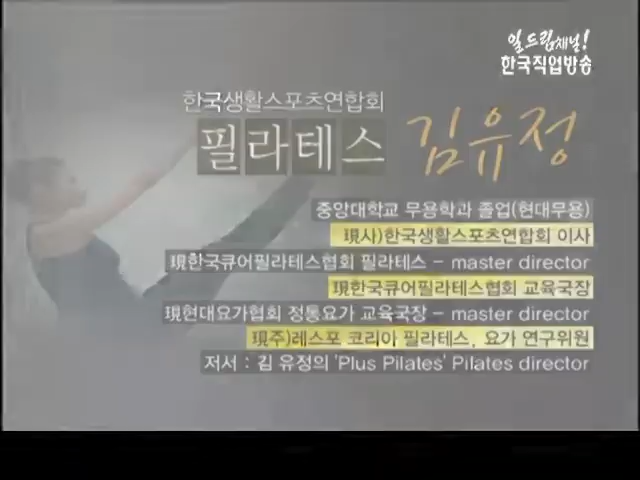 일 드림채널!
한국직업방송
한국생활스포츠연합회
필라테스 김유정
중앙대학교 무용학과 졸업(현대무용)
現사)한국생활스포츠연합회 이사
現한국큐어필라테스협회 필라테스 - master director
現한국큐어필라테스협회 교육국장
現현대요가협회 정통요가 교육국장 - master director
現주)레스포 코리아 필라테스, 요가 연구위원
저서 : 김 유정의 'Plus Pilates' Pilates director